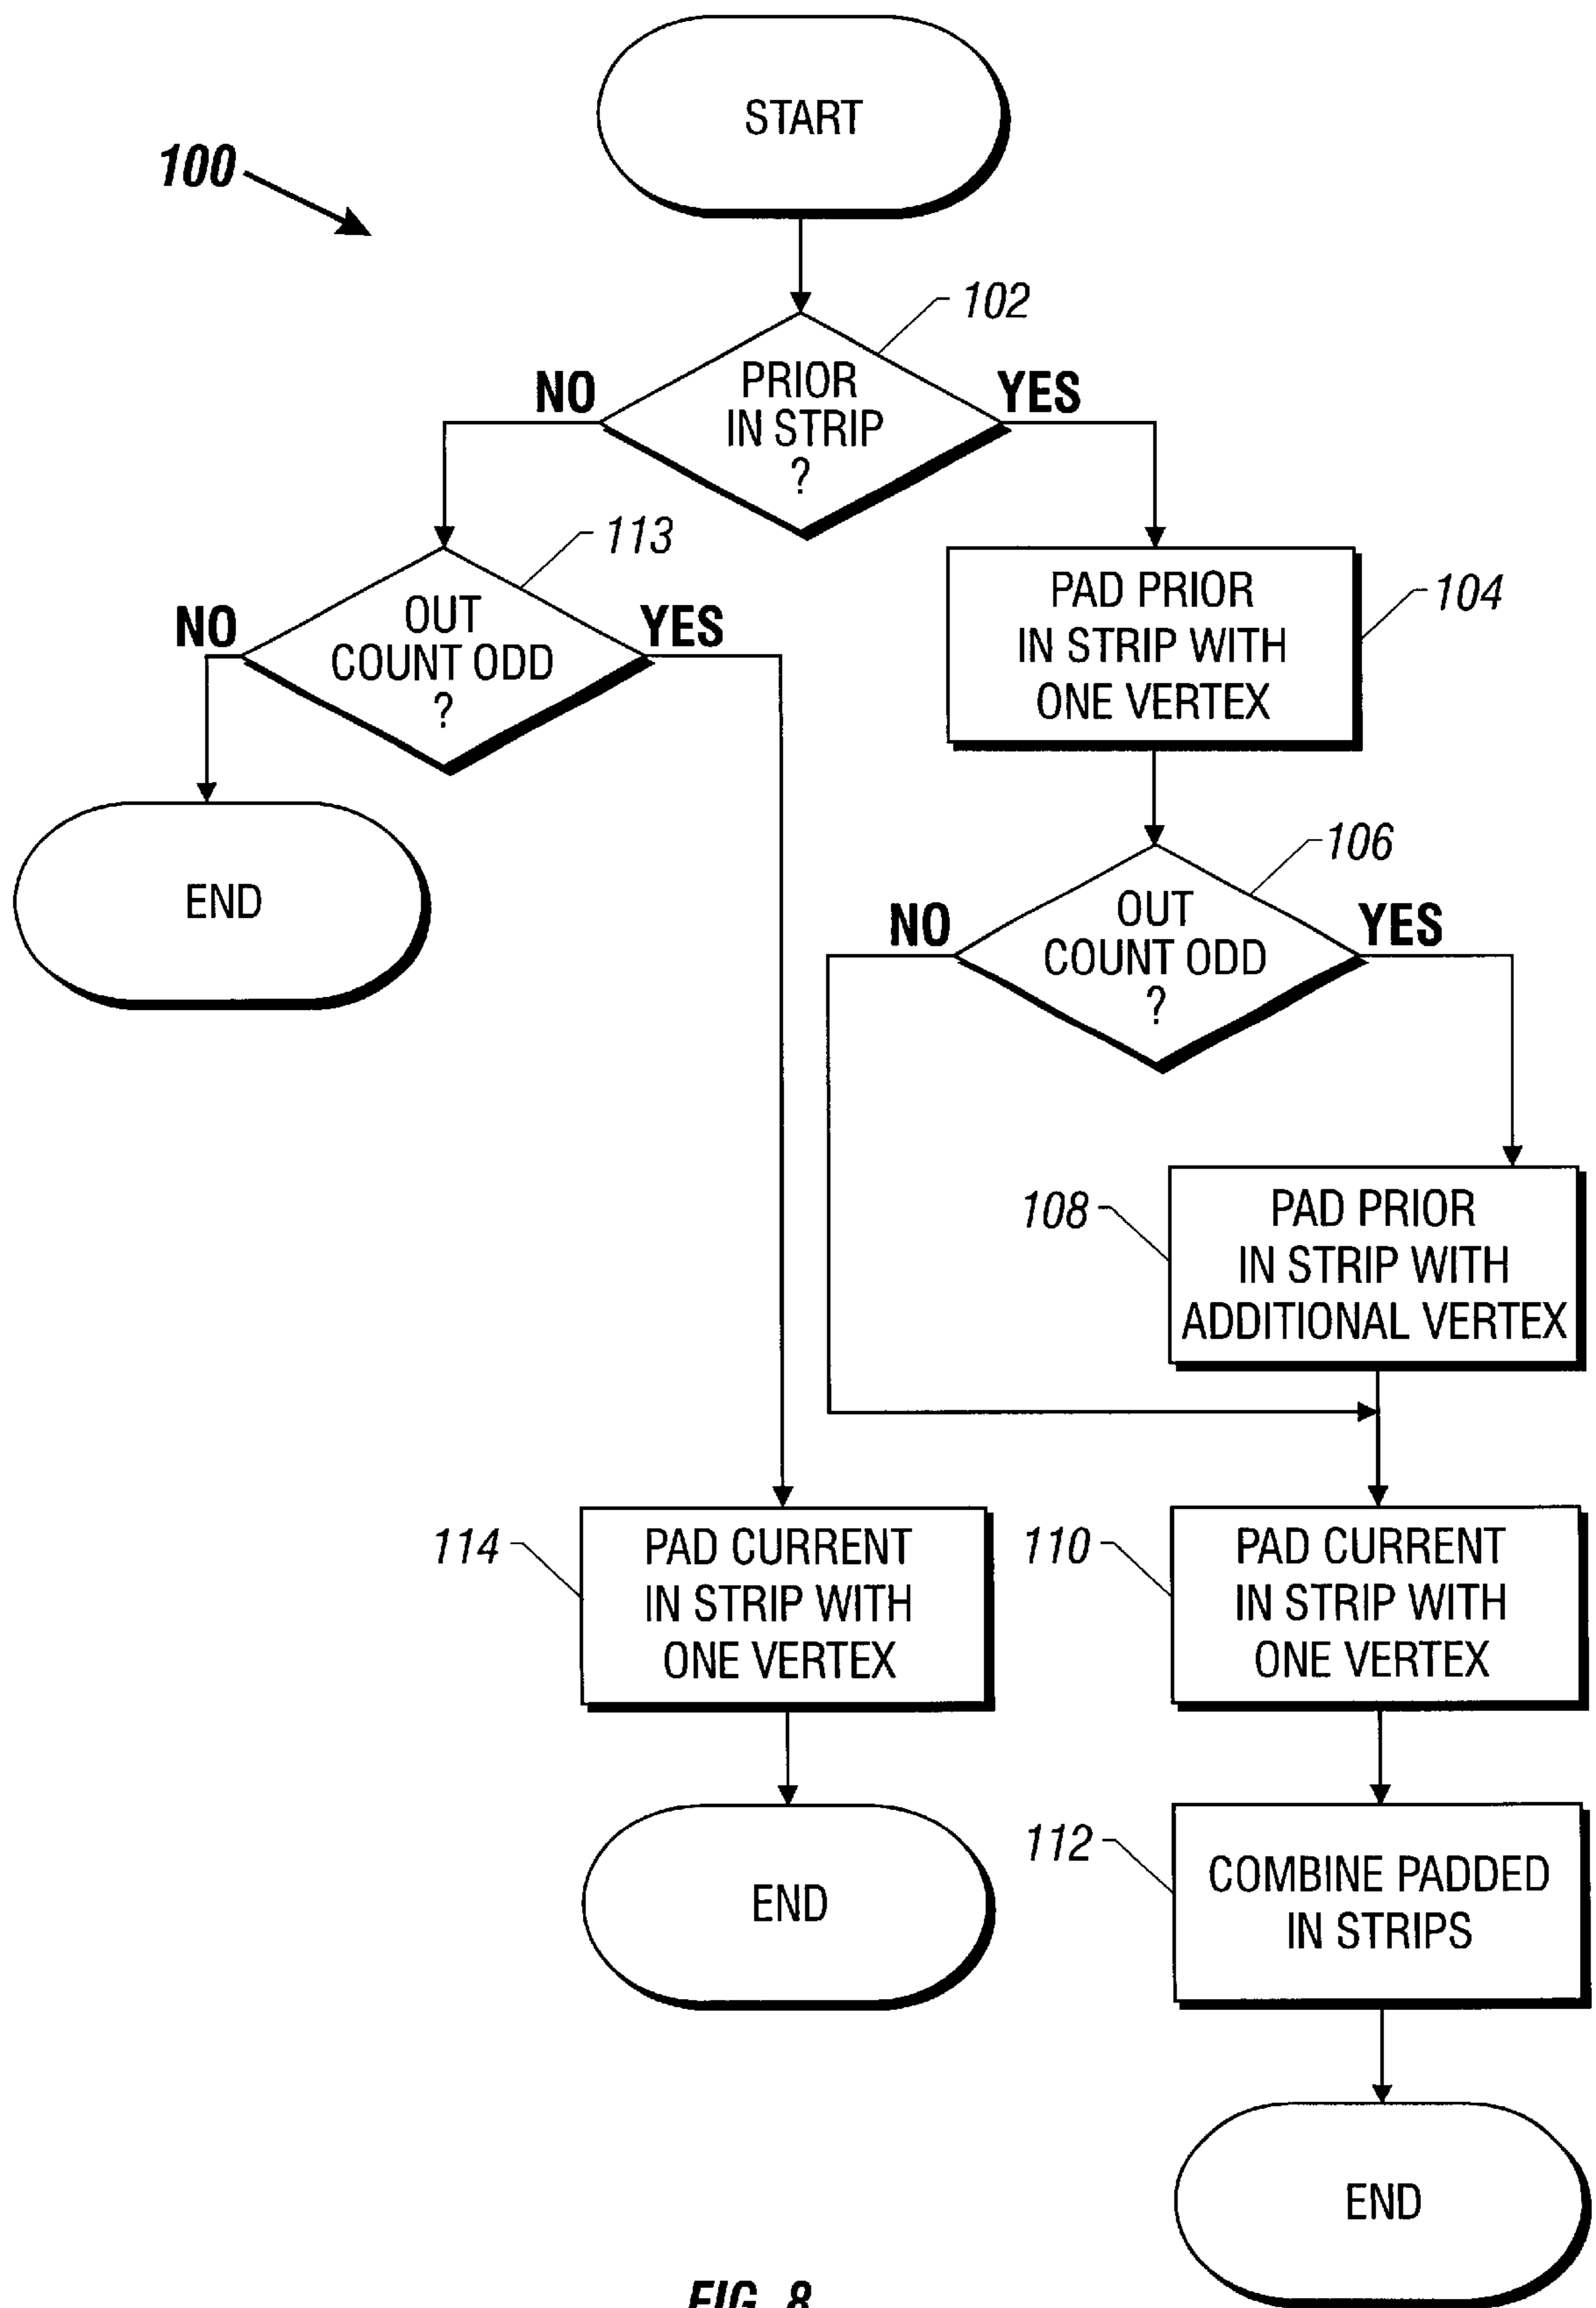 START
100
102
PRIOR
IN STRIP
?
NO
YES
113
OUT
COUNT ODD
?
NO
YES
PAD PRIOR
IN STRIP WITH
ONE VERTEX
104
END
106
OUT
COUNT ODD
?
NO
YES
108
PAD PRIOR
IN STRIP WITH
ADDITIONAL VERTEX
114
PAD CURRENT
IN STRIP WITH
ONE VERTEX
110
PAD CURRENT
IN STRIP WITH
ONE VERTEX
END
112
COMBINE PADDED
IN STRIPS
END
FIG. 8